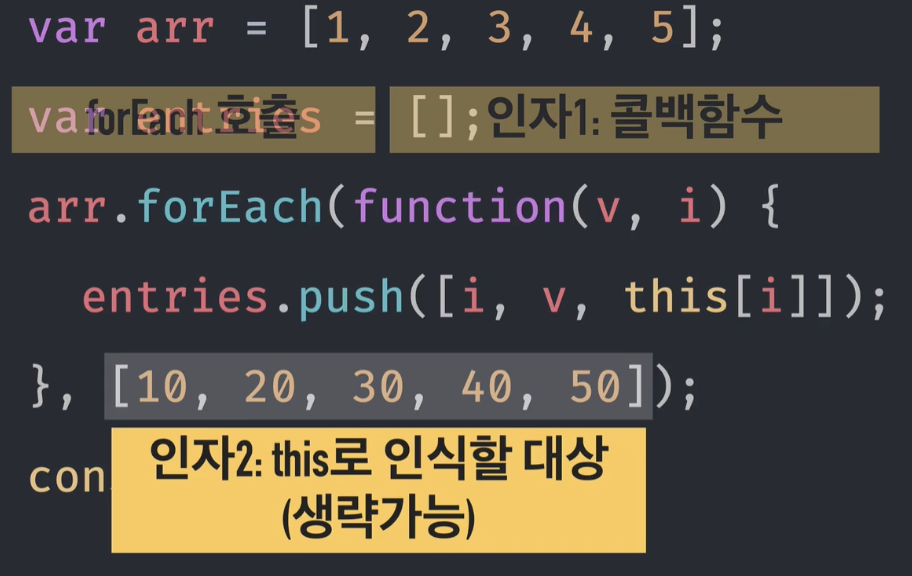 var arr = [1, 2, 3, 4, 5];
var entries = [];
forEach 호출
인자1: 콜백함수
arr.forEach(function(v, i) {
entries.push([i, v, this[i]]);
}, [10, 20, 30, 40, 50]);
인자2: this로 인식할 대상
(생략가능)
con